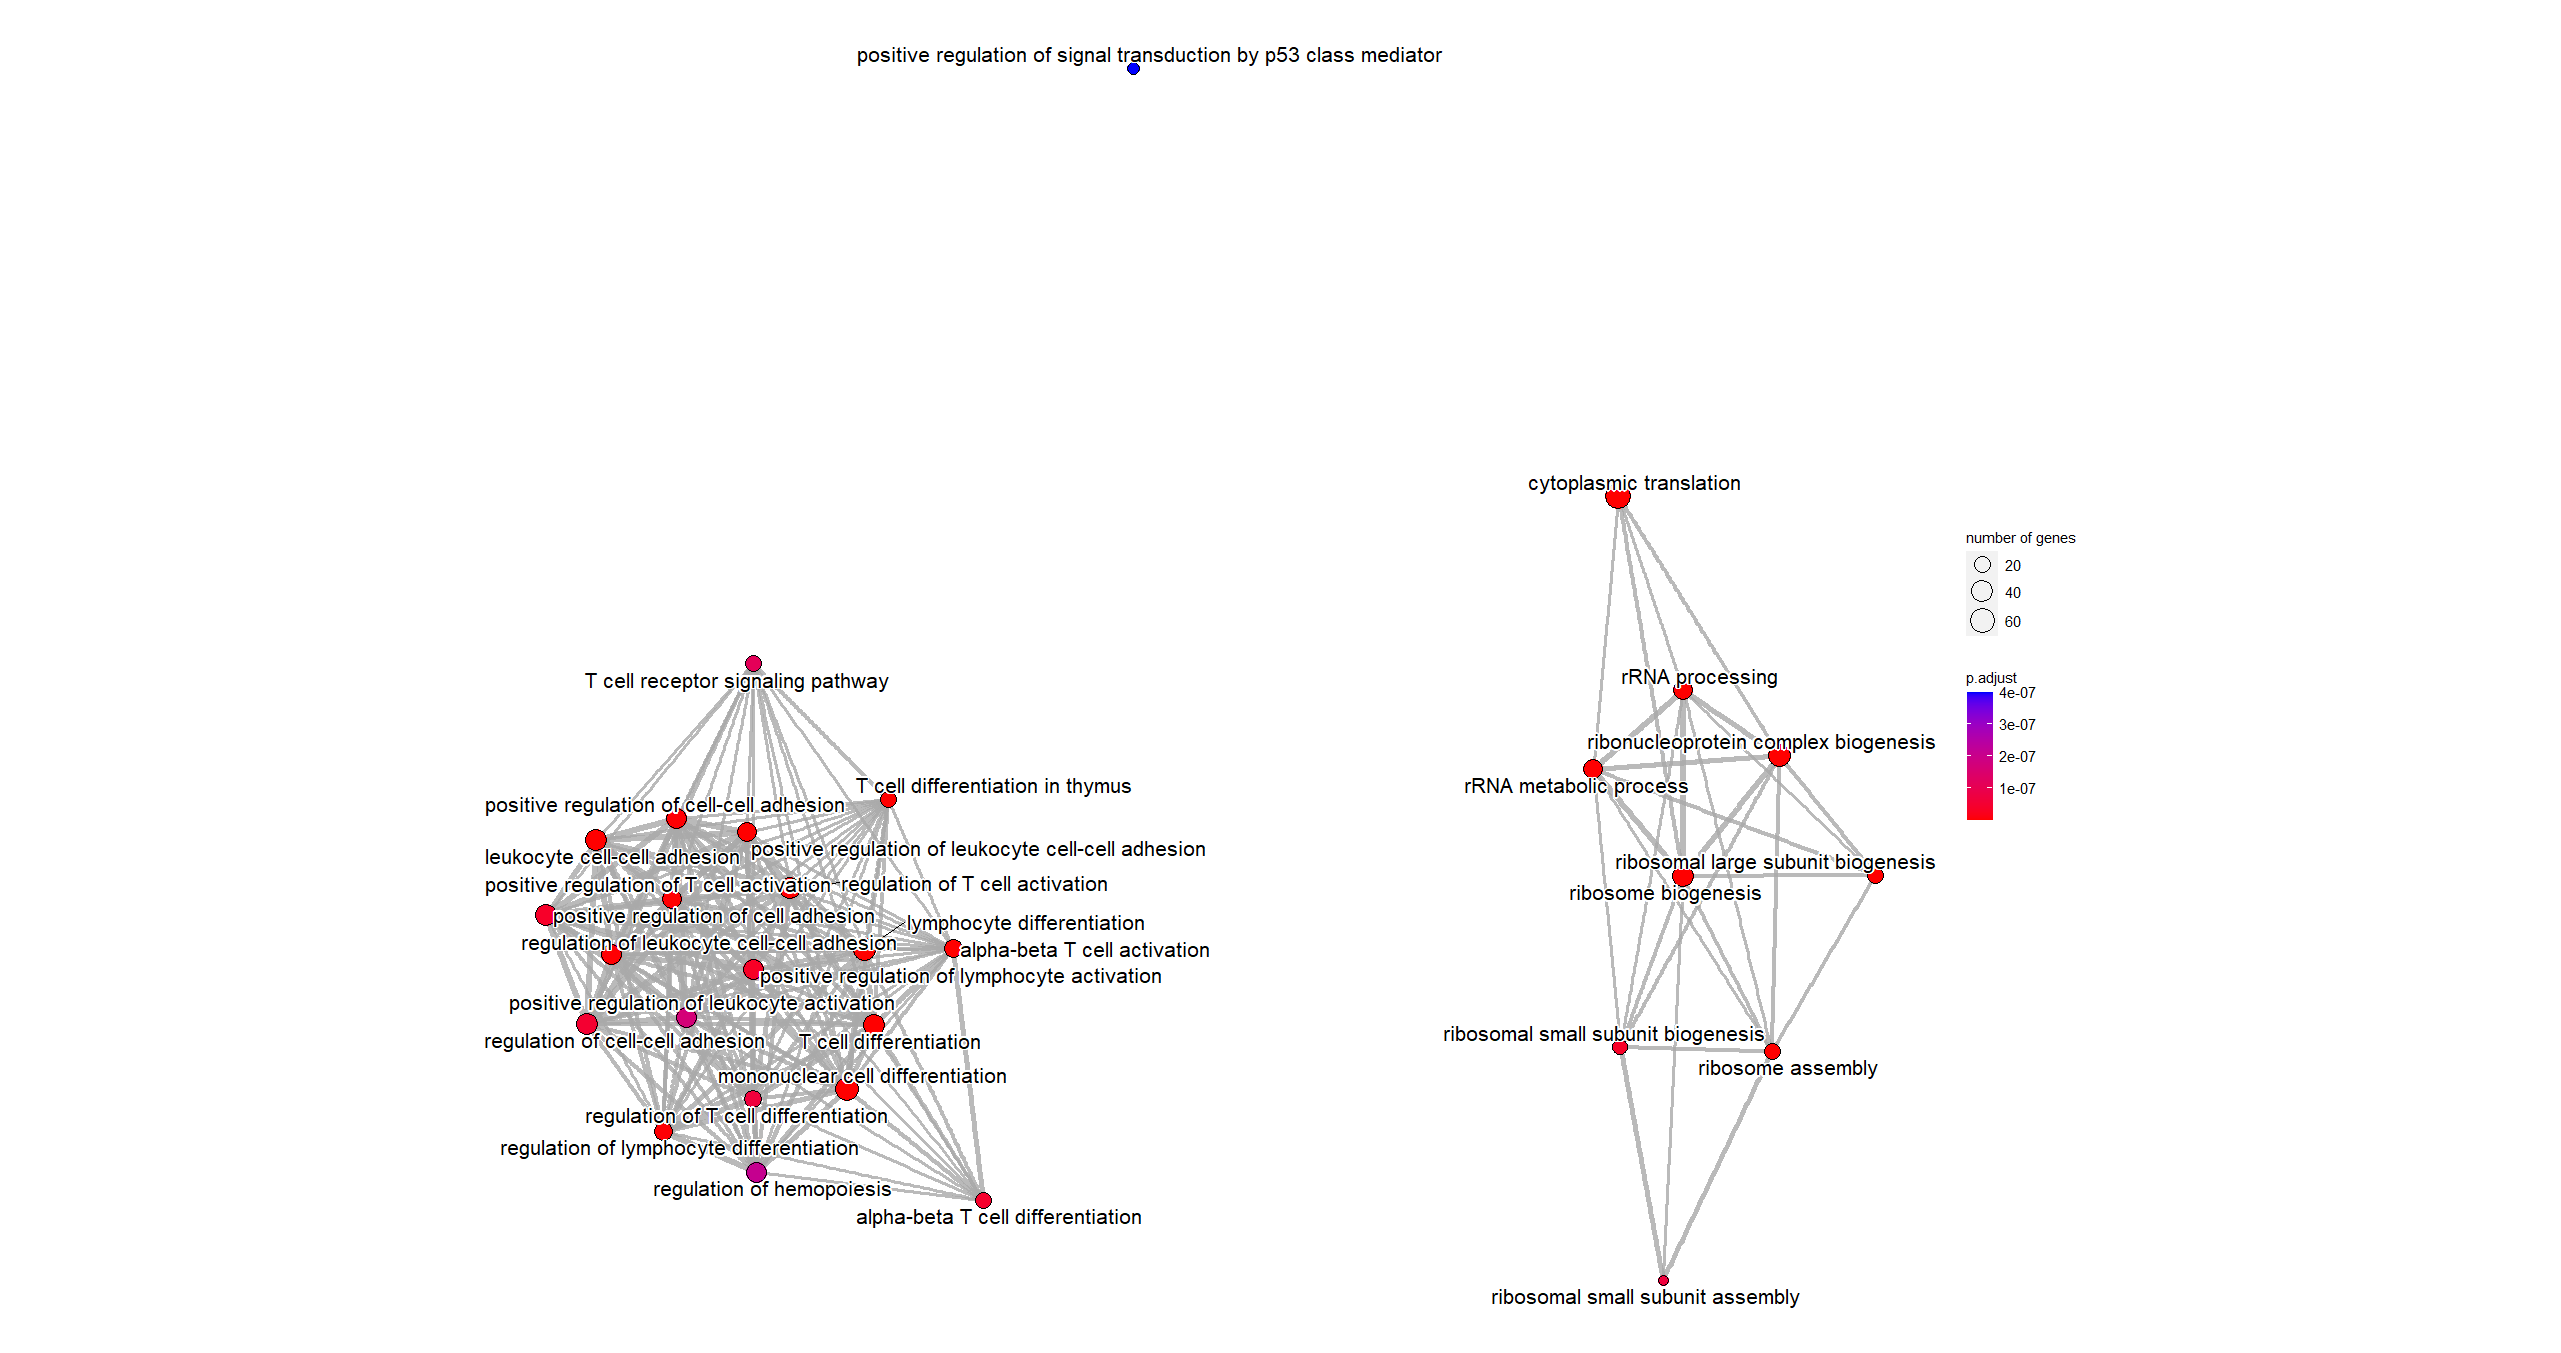 positive regulation of signal transduction by p53 class mediator
cytoplasmic translation
number of genes
20
40
60
rRNA processing
p.adjust
4e-07
3e-07
2e-07
1e-07
T cell receptor signaling pathway
ribonucleoprotein complex biogenesis
rRNA metabolic process
T cell differentiation in thymus
positive regulation of cell-cell adhesion
positive regulation of leukocyte cell-cell adhesion
leukocyte cell-cell adhesion
ribosomal large subunit biogenesis
positive regulation of T cell activation
regulation of T cell activation
ribosome biogenesis
positive regulation of cell adhesion
lymphocyte differentiation
regulation of leukocyte cell-cell adhesion
alpha-beta T cell activation
positive regulation of lymphocyte activation
positive regulation of leukocyte activation
ribosomal small subunit biogenesis
regulation of cell-cell adhesion
T cell differentiation
ribosome assembly
mononuclear cell differentiation
regulation of T cell differentiation
regulation of lymphocyte differentiation
regulation of hemopoiesis
alpha-beta T cell differentiation
ribosomal small subunit assembly